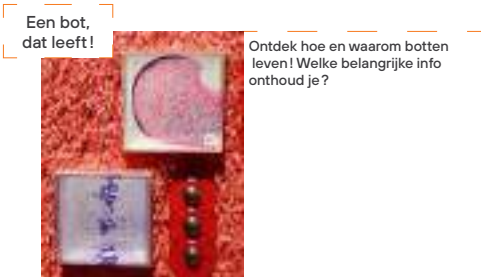 Een bot,
dat leeft!
Ontdek hoe en waarom botten
leven! Welke belangrijke info
onthoud je?